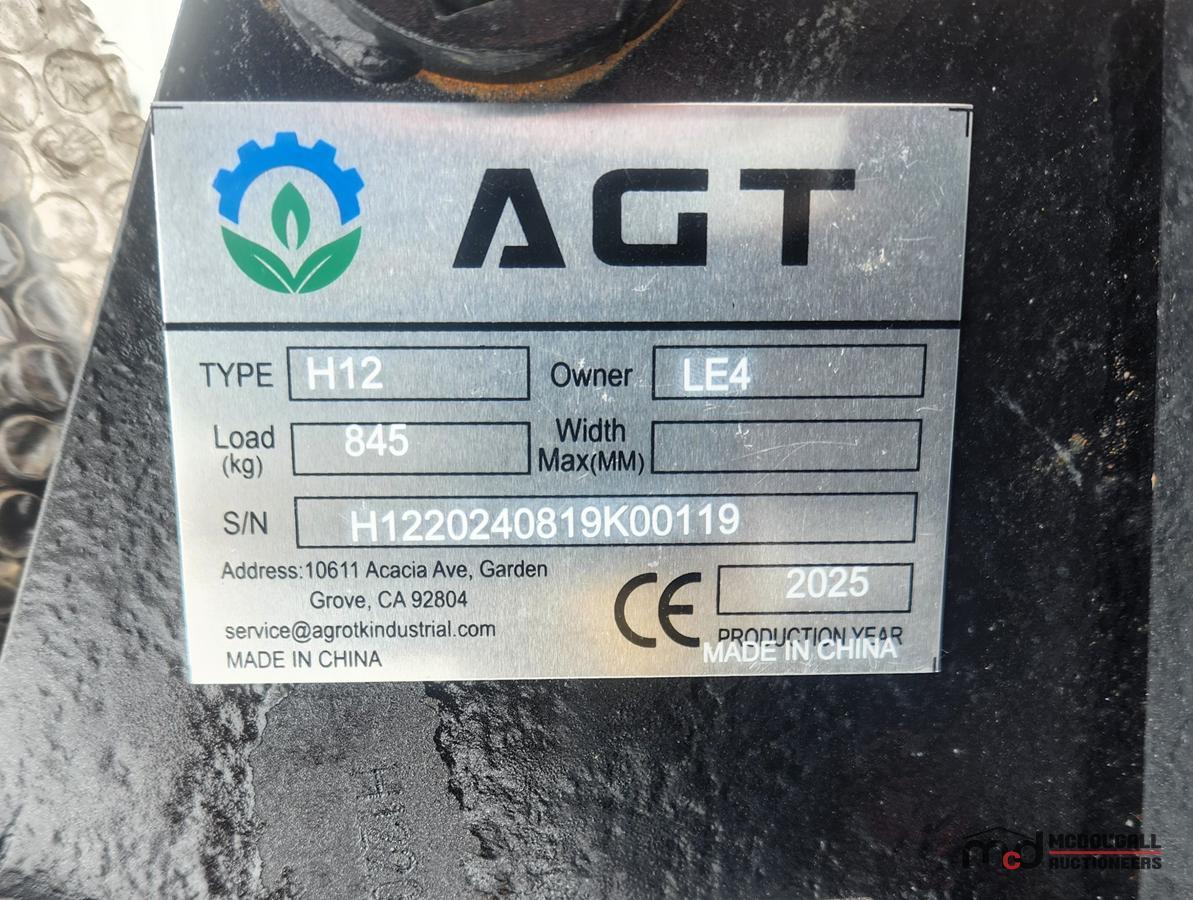 AGT
TYPE H12 Owner LE4
Load (kg) 845 Width Max(MM)
S/N H1220240819K00119
Address:10611 Acacia Ave, Garden
Grove, CA 92804
service@agrotkindustrial.com
MADE IN CHINA
CE 2025
PRODUCTION YEAR
MADE IN CHINA
mcd MCDOUGALL
AUCTIONEERS